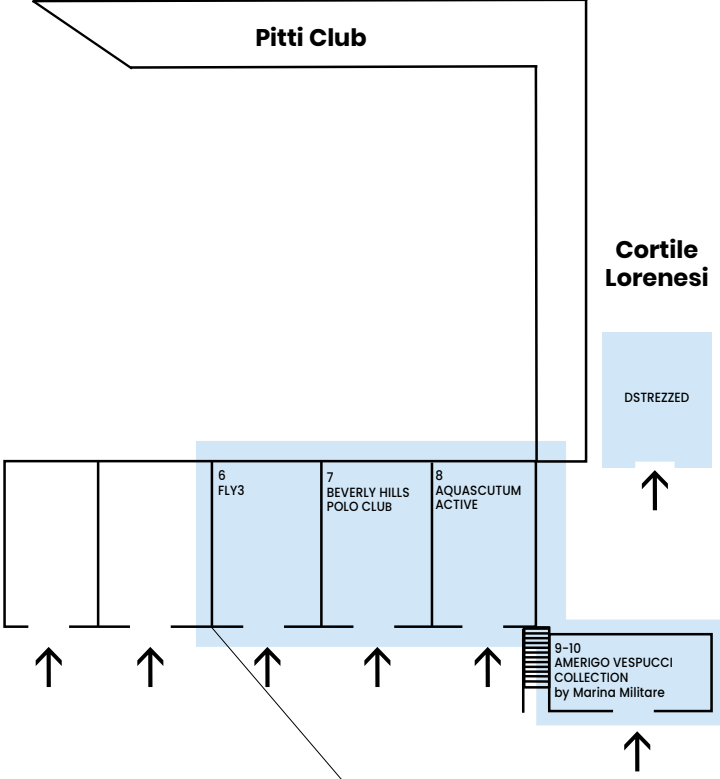 Pitti Club
Cortile
Lorenesi
DSTREZZED
6
FLY3
7
BEVERLY HILLS
POLO CLUB
8
AQUASCUTUM
ACTIVE
9-10
AMERIGO VESPUCCI
COLLECTION
by Marina Militare